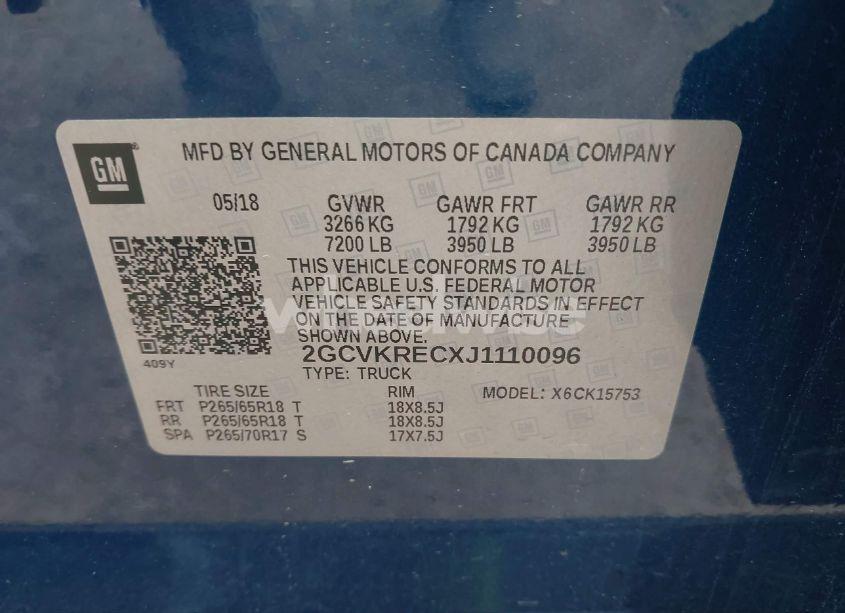 GM
MFD BY GENERAL MOTORS OF CANADA COMPANY
05/18 GVWR GAWR FRT GAWR RR
3266 KG 1792 KG 1792 KG
7200 LB 3950 LB 3950 LB
THIS VEHICLE CONFORMS TO ALL
APPLICABLE U.S. FEDERAL MOTOR
VEHICLE SAFETY STANDARDS IN EFFECT
ON THE DATE OF MANUFACTURE
SHOWN ABOVE.
2GCVKRECXJ1110096
409Y
TYPE: TRUCK
TIRE SIZE RIM MODEL: X6CK15753
FRT P265/65R18 T 18X8.5J
RR P265/65R18 T 18X8.5J
SPA P265/70R17 S 17X7.5J